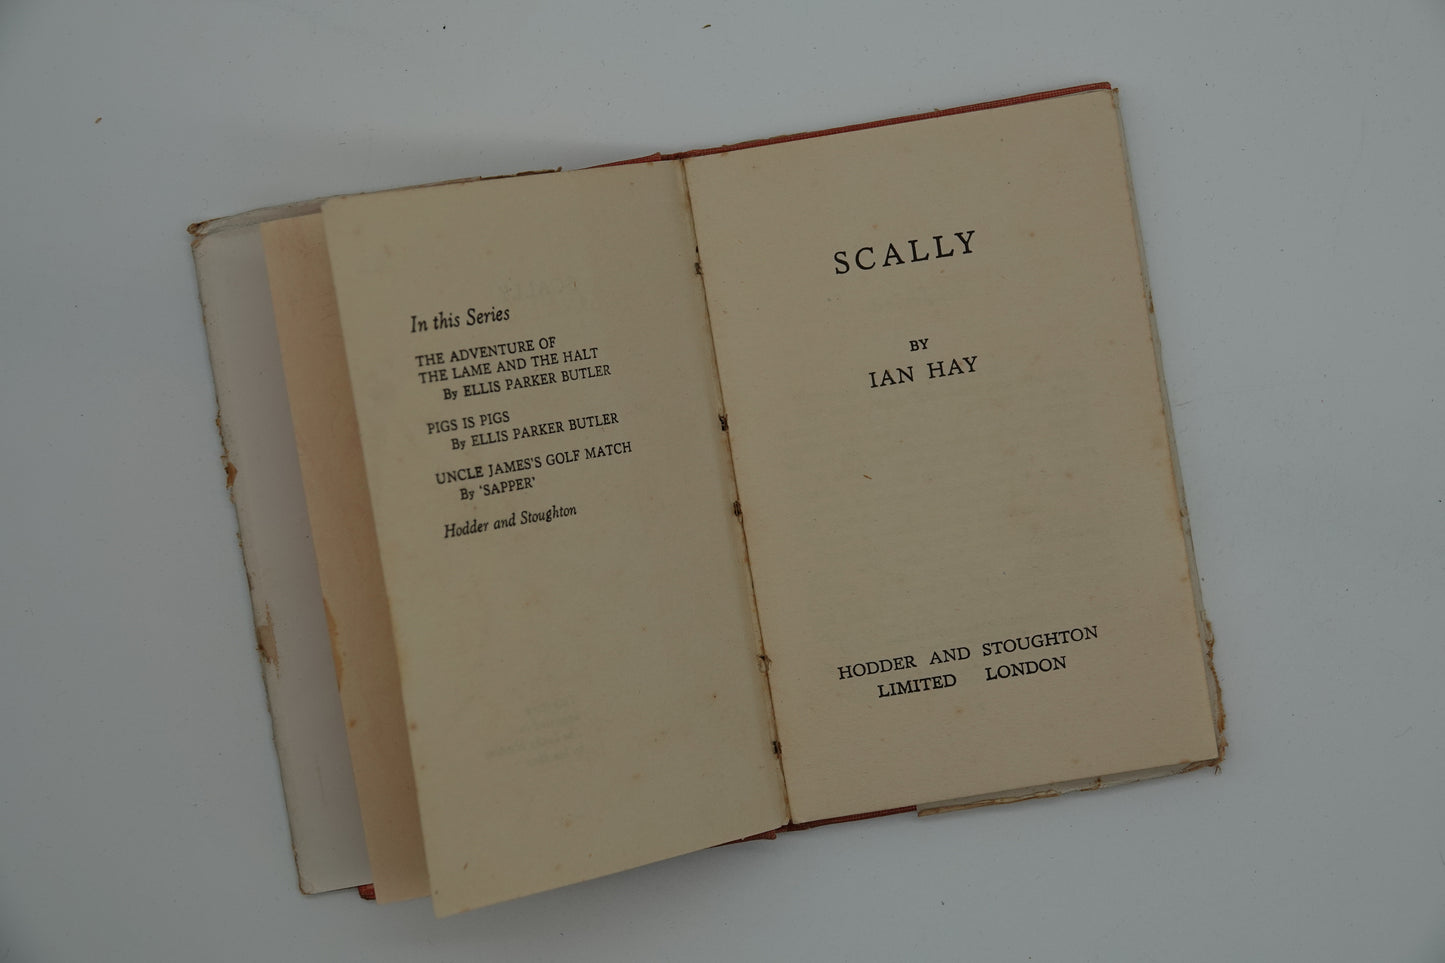 In this Series
THE ADVENTURE OF
THE LAME AND THE HALT
By ELLIS PARKER BUTLER
PIGS IS PIGS
By ELLIS PARKER BUTLER
UNCLE JAMES'S GOLF MATCH
By 'SAPPER'
Hodder and Stoughton
SCALLY
BY
IAN HAY
HODDER AND STOUGHTON
LIMITED LONDON